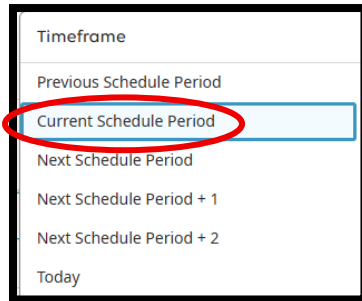 Timeframe
Previous Schedule Period
Current Schedule Period
Next Schedule Period
Next Schedule Period + 1
Next Schedule Period + 2
Today